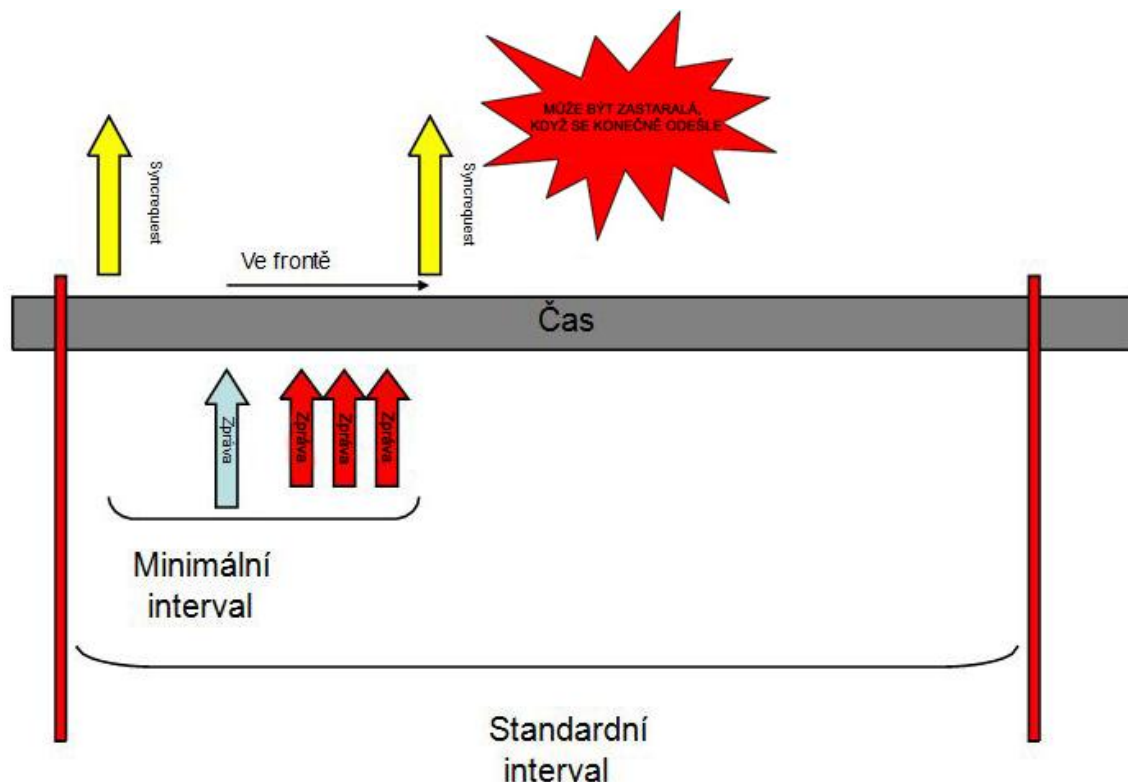 MŮŽE BÝT ZASTARALÁ,
KDYŽ SE KONEČNĚ ODEŠLE
Syncrequest
Syncrequest
Ve frontě
Čas
Zpráva
Zpráva
Zpráva
Zpráva
Minimální
interval
Standardní
interval